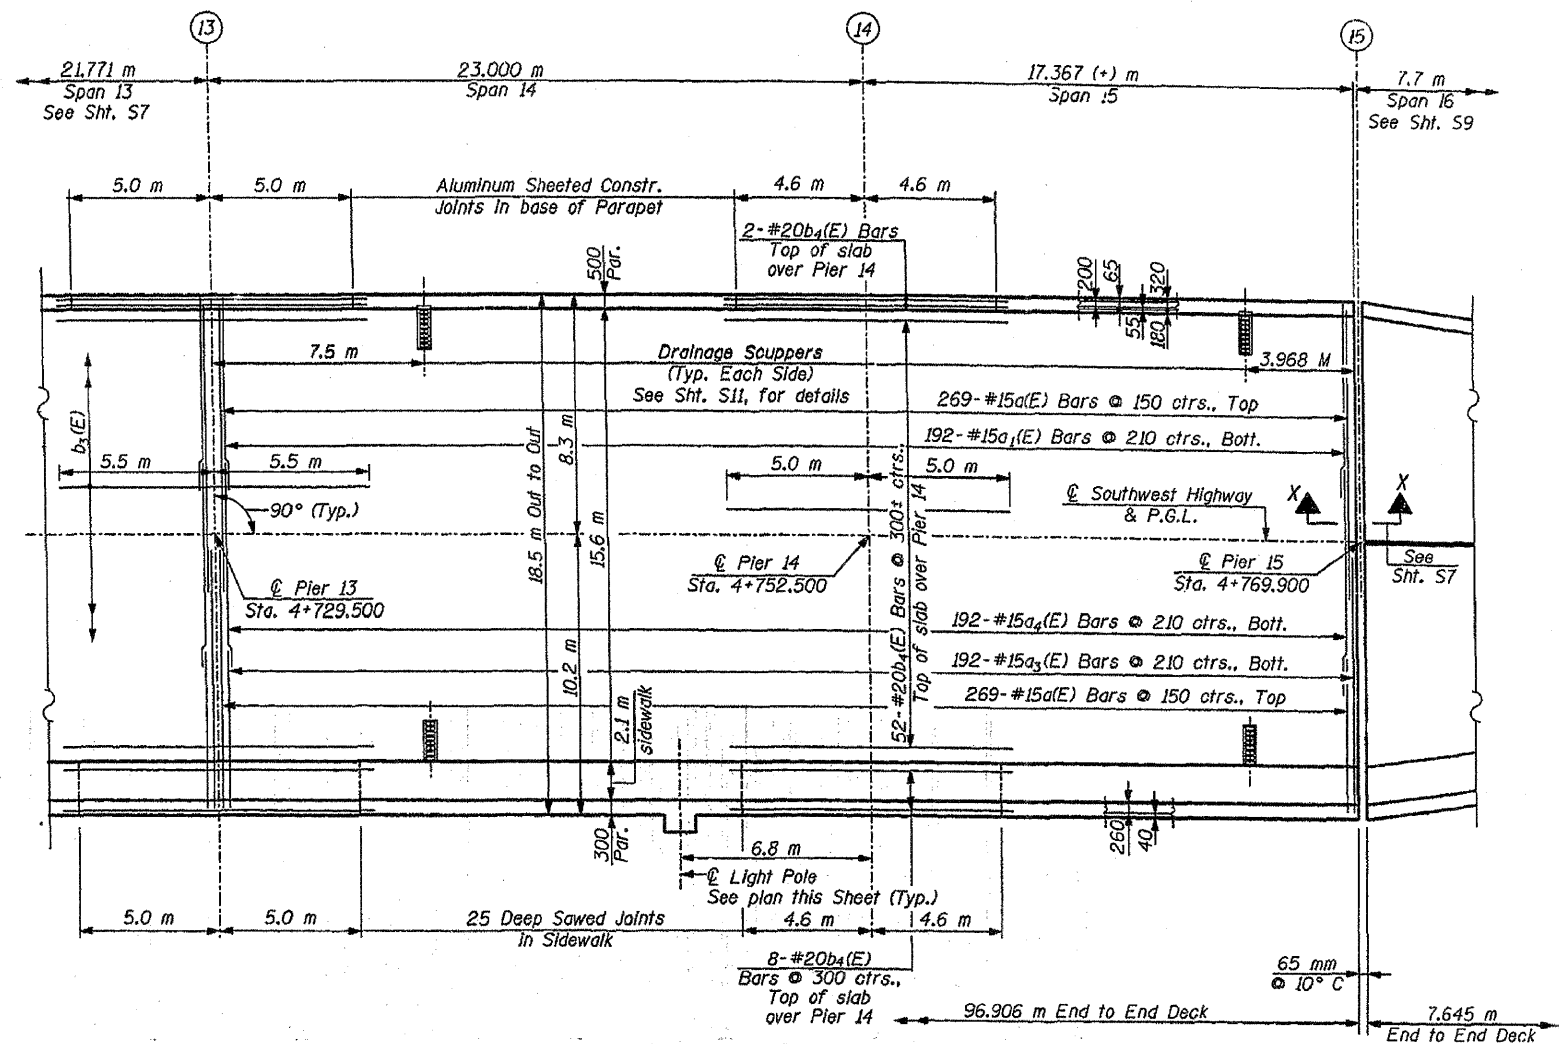 13
14
15
21.771 m
Span 13
See Sht. S7
23.000 m
Span 14
17.367 (+) m
Span 15
7.7 m
Span 16
See Sht. S9
5.0 m
5.0 m
Aluminum Sheeted Constr.
Joints in base of Parapet
4.6 m
4.6 m
2-#20b4(E) Bars
Top of slab
over Pier 14
500
Par.
200
65
320
55
180
7.5 m
Drainage Scuppers
(Typ. Each Side)
See Sht. S11, for details
3.968 M
269-#15a(E) Bars @ 150 ctrs., Top
192-#15a1(E) Bars @ 210 ctrs., Bott.
b3(E)
5.5 m
5.5 m
18.5 m Out to Out
8.3 m
15.6 m
5.0 m
5.0 m
52-#20b4(E) Bars @ 300± ctrs.,
Top of slab over Pier 14
90° (Typ.)
℄ Southwest Highway
& P.G.L.
X
X
℄ Pier 13
Sta. 4+729.500
℄ Pier 14
Sta. 4+752.500
℄ Pier 15
Sta. 4+769.900
See
Sht. S7
192-#15a4(E) Bars @ 210 ctrs., Bott.
192-#15a3(E) Bars @ 210 ctrs., Bott.
269-#15a(E) Bars @ 150 ctrs., Top
10.2 m
2.1 m
sidewalk
300
Par.
260
40
6.8 m
℄ Light Pole
See plan this Sheet (Typ.)
5.0 m
5.0 m
25 Deep Sawed Joints
in Sidewalk
4.6 m
4.6 m
8-#20b4(E)
Bars @ 300 ctrs.,
Top of slab
over Pier 14
65 mm
@ 10° C
96.906 m End to End Deck
7.645 m
End to End Deck